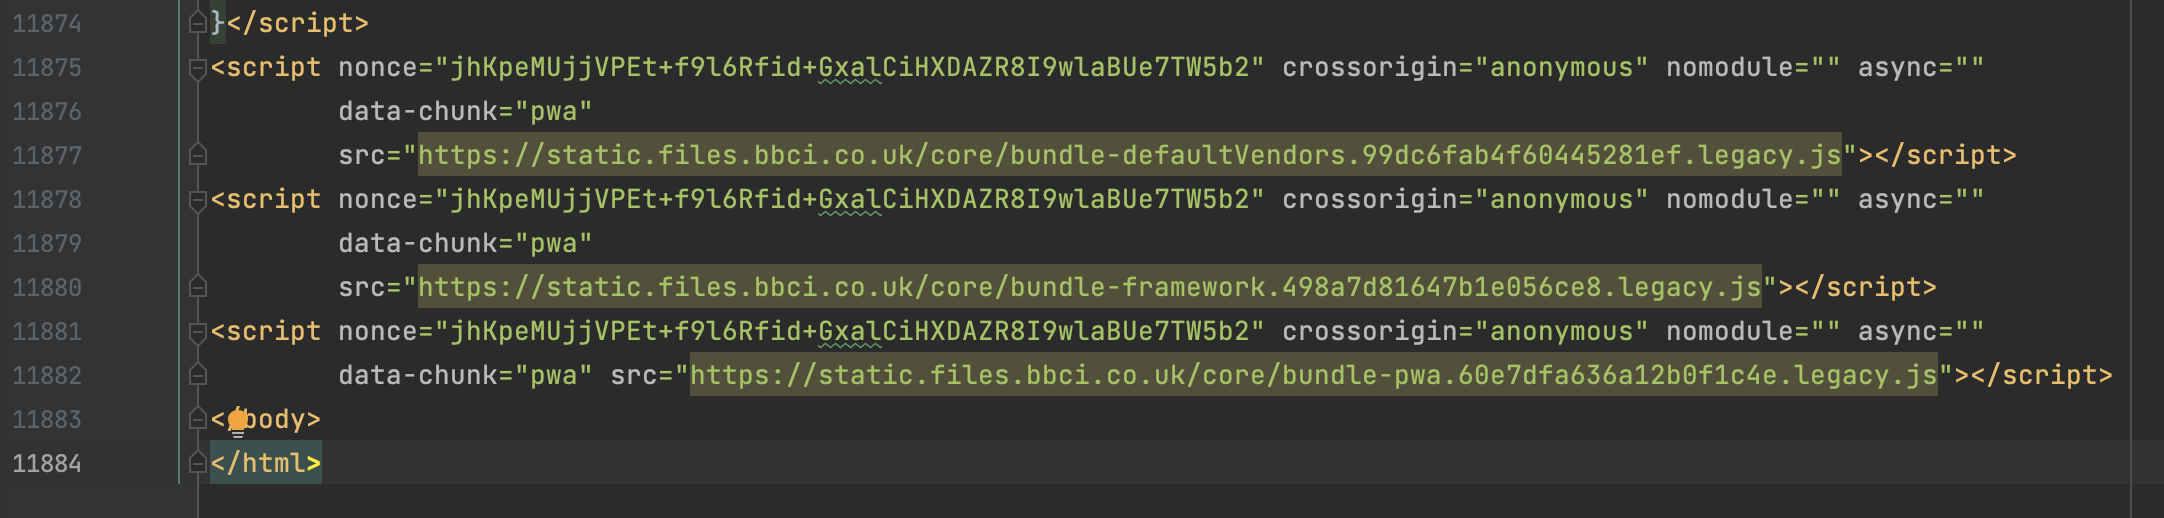 11874 }</script>
11875 <script nonce="jhKpeMUjjVPEt+f9l6Rfid+GxalCiHXDAZR8I9wlaBUe7TW5b2" crossorigin="anonymous" nomodule="" async=""
11876 data-chunk="pwa"
11877 src="https://static.files.bbci.co.uk/core/bundle-defaultVendors.99dc6fab4f60445281ef.legacy.js"></script>
11878 <script nonce="jhKpeMUjjVPEt+f9l6Rfid+GxalCiHXDAZR8I9wlaBUe7TW5b2" crossorigin="anonymous" nomodule="" async=""
11879 data-chunk="pwa"
11880 src="https://static.files.bbci.co.uk/core/bundle-framework.498a7d81647b1e056ce8.legacy.js"></script>
11881 <script nonce="jhKpeMUjjVPEt+f9l6Rfid+GxalCiHXDAZR8I9wlaBUe7TW5b2" crossorigin="anonymous" nomodule="" async=""
11882 data-chunk="pwa" src="https://static.files.bbci.co.uk/core/bundle-pwa.60e7dfa636a12b0f1c4e.legacy.js"></script>
11883 </body>
11884 </html>